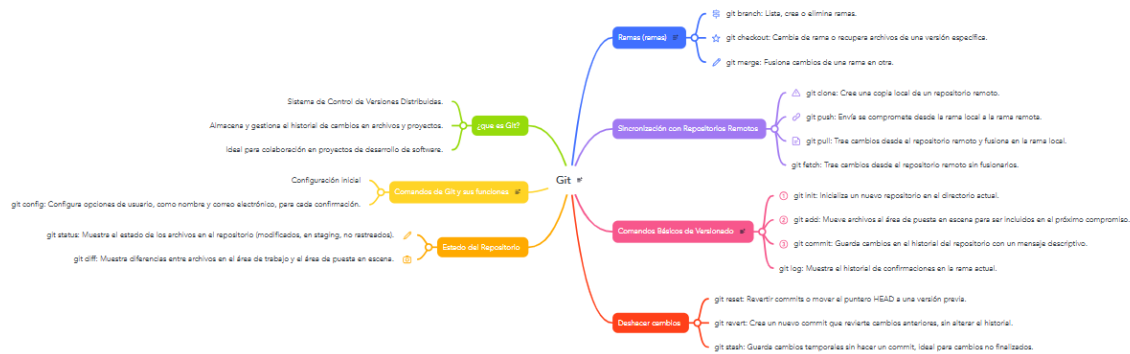 Git
¿que es Git?
Sistema de Control de Versiones Distribuidas.
Almacena y gestiona el historial de cambios en archivos y proyectos.
Ideal para colaboración en proyectos de desarrollo de software.
Comandos de Git y sus funciones
Configuración inicial
git config: Configura opciones de usuario, como nombre y correo electrónico, para cada confirmación.
Estado del Repositorio
git status: Muestra el estado de los archivos en el repositorio (modificados, en staging, no rastreados).
git diff: Muestra diferencias entre archivos en el área de trabajo y el área de puesta en escena.
Ramas (ramas)
git branch: Lista, crea o elimina ramas.
git checkout: Cambia de rama o recupera archivos de una versión específica.
git merge: Fusiona cambios de una rama en otra.
Sincronización con Repositorios Remotos
git clone: Cree una copia local de un repositorio remoto.
git push: Envía se compromete desde la rama local a la rama remota.
git pull: Trae cambios desde el repositorio remoto y fusiona en la rama local.
git fetch: Trae cambios desde el repositorio remoto sin fusionarlos.
Comandos Básicos de Versionado
1 git init: Inicializa un nuevo repositorio en el directorio actual.
2 git add: Mueve archivos al área de puesta en escena para ser incluidos en el próximo compromiso.
3 git commit: Guarda cambios en el historial del repositorio con un mensaje descriptivo.
git log: Muestra el historial de confirmaciones en la rama actual.
Deshacer cambios
git reset: Revertir commits o mover el puntero HEAD a una versión previa.
git revert: Crea un nuevo commit que revierte cambios anteriores, sin alterar el historial.
git stash: Guarda cambios temporales sin hacer un commit, ideal para cambios no finalizados.